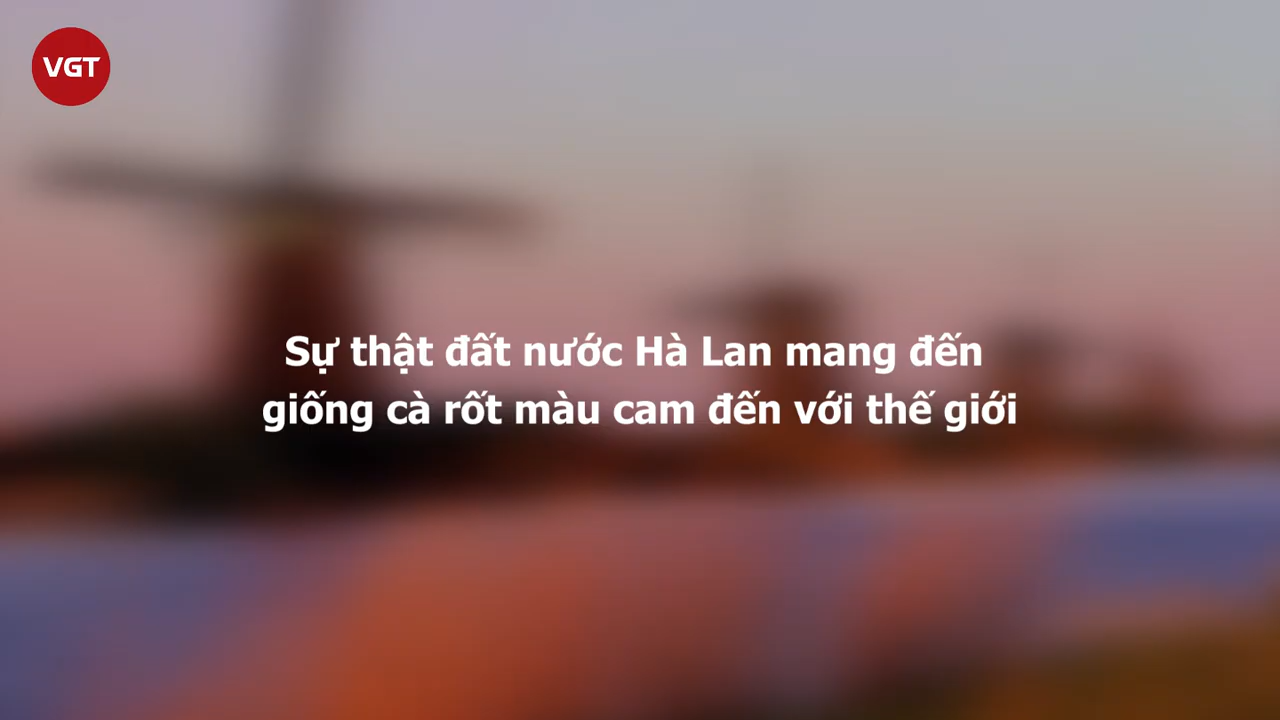 VGT
Sự thật đất nước Hà Lan mang đến
giống cà rốt màu cam đến với thế giới